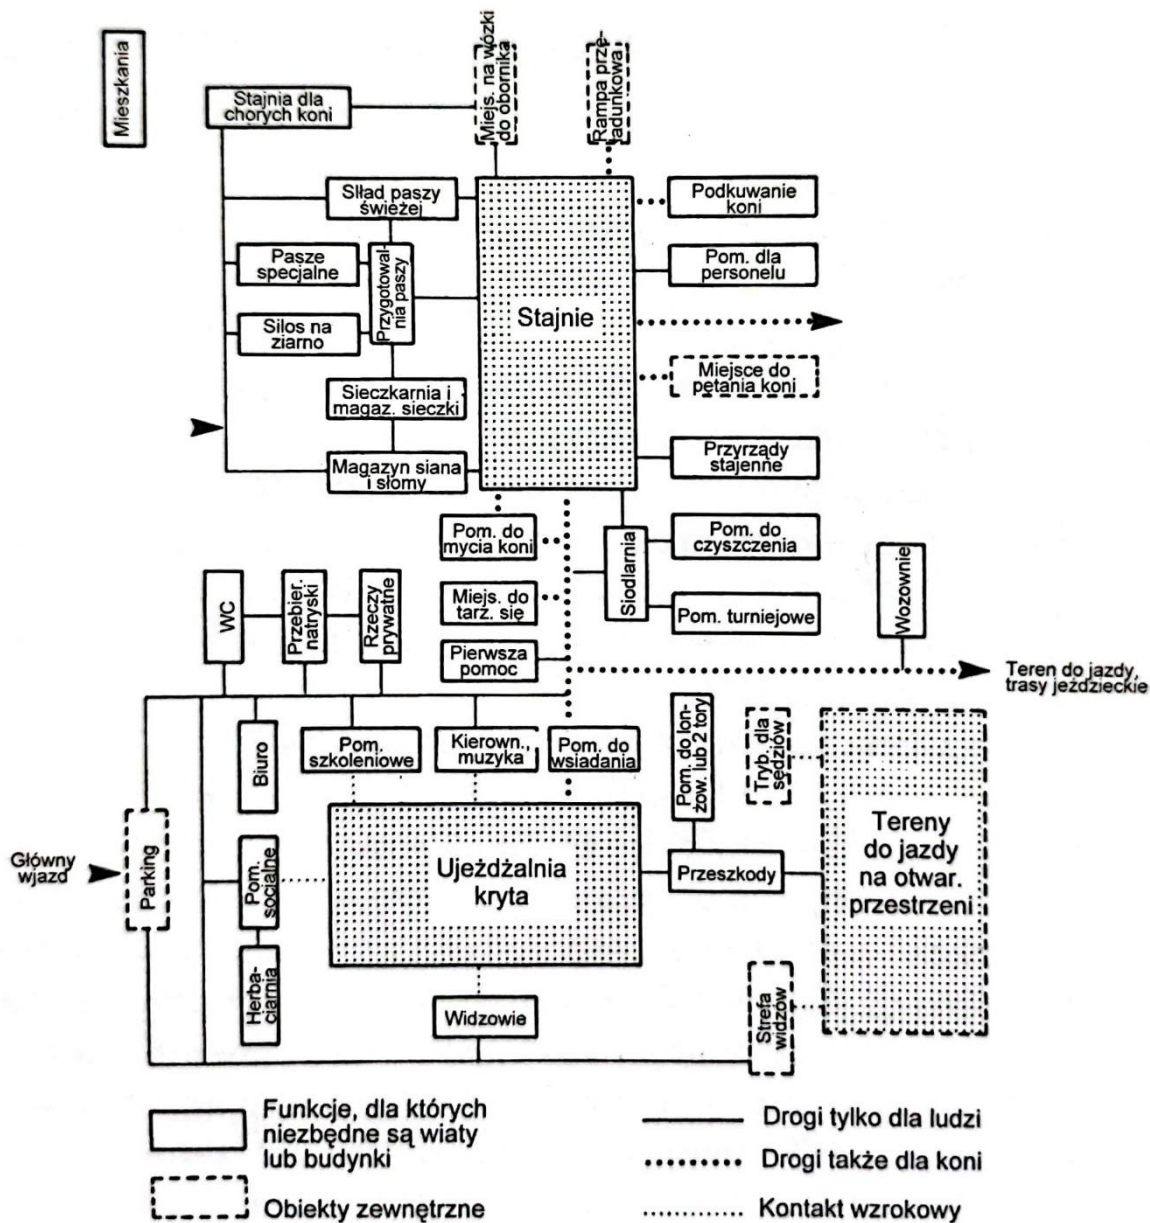 Mieszkania
Stajnia dla
chorych koni
Miejs. na wózki
do obornika
Rampa prze-
ładunkowa
Słład paszy
świeżej
Podkuwanie
koni
Pasze
specjalne
Przygotowal-
nia paszy
Pom. dla
personelu
Stajnie
Silos na
ziarno
Miejsce do
pętania koni
Sieczkarnia i
magaz. sieczki
Przyrządy
stajenne
Magazyn siana
i słomy
Pom. do
mycia koni
Siodlarnia
Pom. do
czyszczenia
Wozownie
WC
Przebier.
natryski
Rzeczy
prywatne
Miejs. do
tarz. się
Pom. turniejowe
Pierwsza
pomoc
Teren do jazdy,
trasy jeździeckie
Biuro
Pom.
szkoleniowe
Kierown.,
muzyka
Pom. do
wsiadania
Pom. do lon-
żow. lub 2 tory
Tryb. dla
sędziów
Tereny
do jazdy
na otwar.
przestrzeni
Główny
wjazd
Parking
Pom.
socjalne
Ujeżdżalnia
kryta
Przeszkody
Herba-
ciarnia
Widzowie
Strefa
widzów
Funkcje, dla których
niezbędne są wiaty
lub budynki
Drogi tylko dla ludzi
Drogi także dla koni
Obiekty zewnętrzne
Kontakt wzrokowy